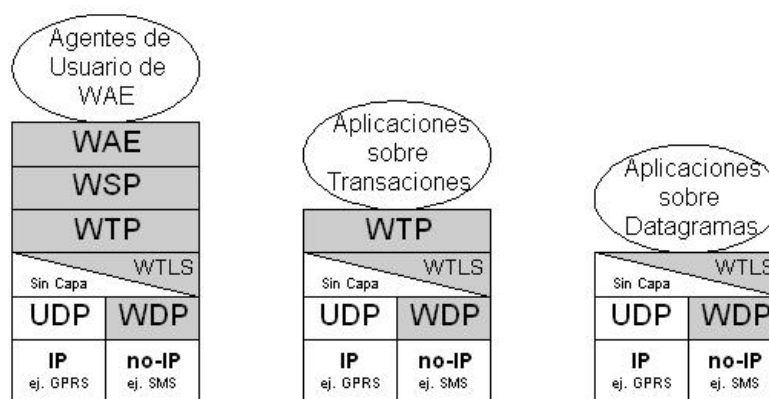 Agentes de
Usuario de
WAE
WAE
WSP
WTP
WTLS
Sin Capa
UDP WDP
IP no-IP
ej. GPRS ej. SMS
Aplicaciones
sobre
Transaciones
WTP
WTLS
Sin Capa
UDP WDP
IP no-IP
ej. GPRS ej. SMS
Aplicaciones
sobre
Datagramas
WTLS
Sin Capa
UDP WDP
IP no-IP
ej. GPRS ej. SMS